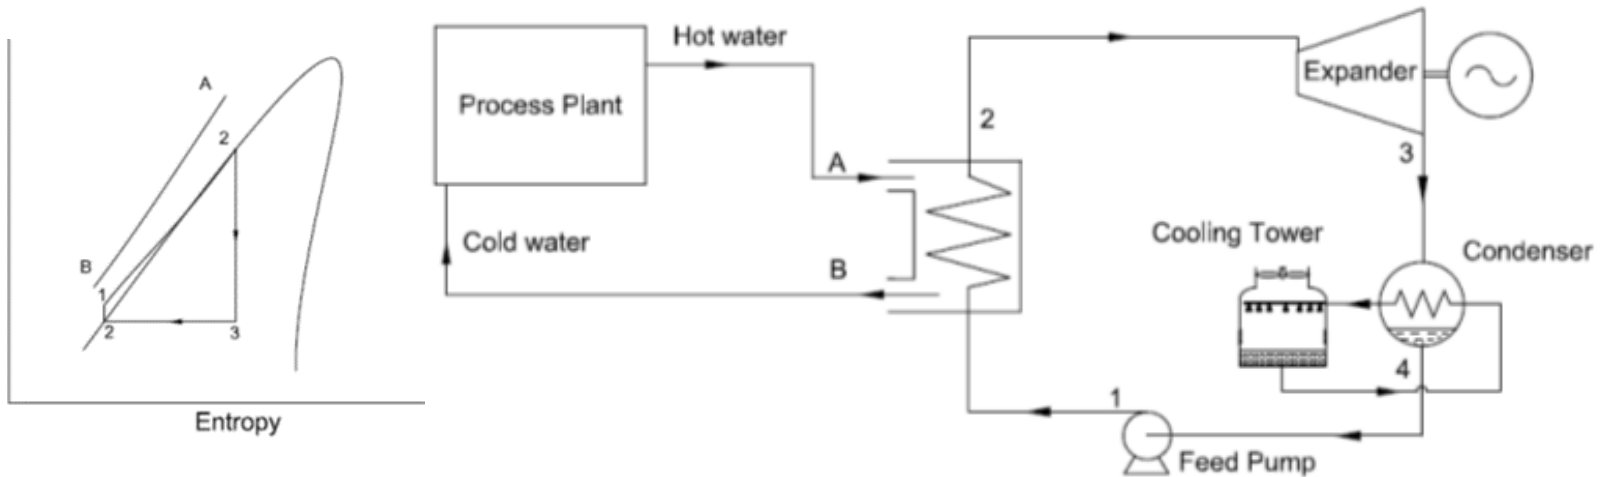 A
2
B
1
2
3
Entropy
Process Plant
Hot water
Cold water
A
B
2
Expander
3
Cooling Tower
Condenser
4
1
Feed Pump